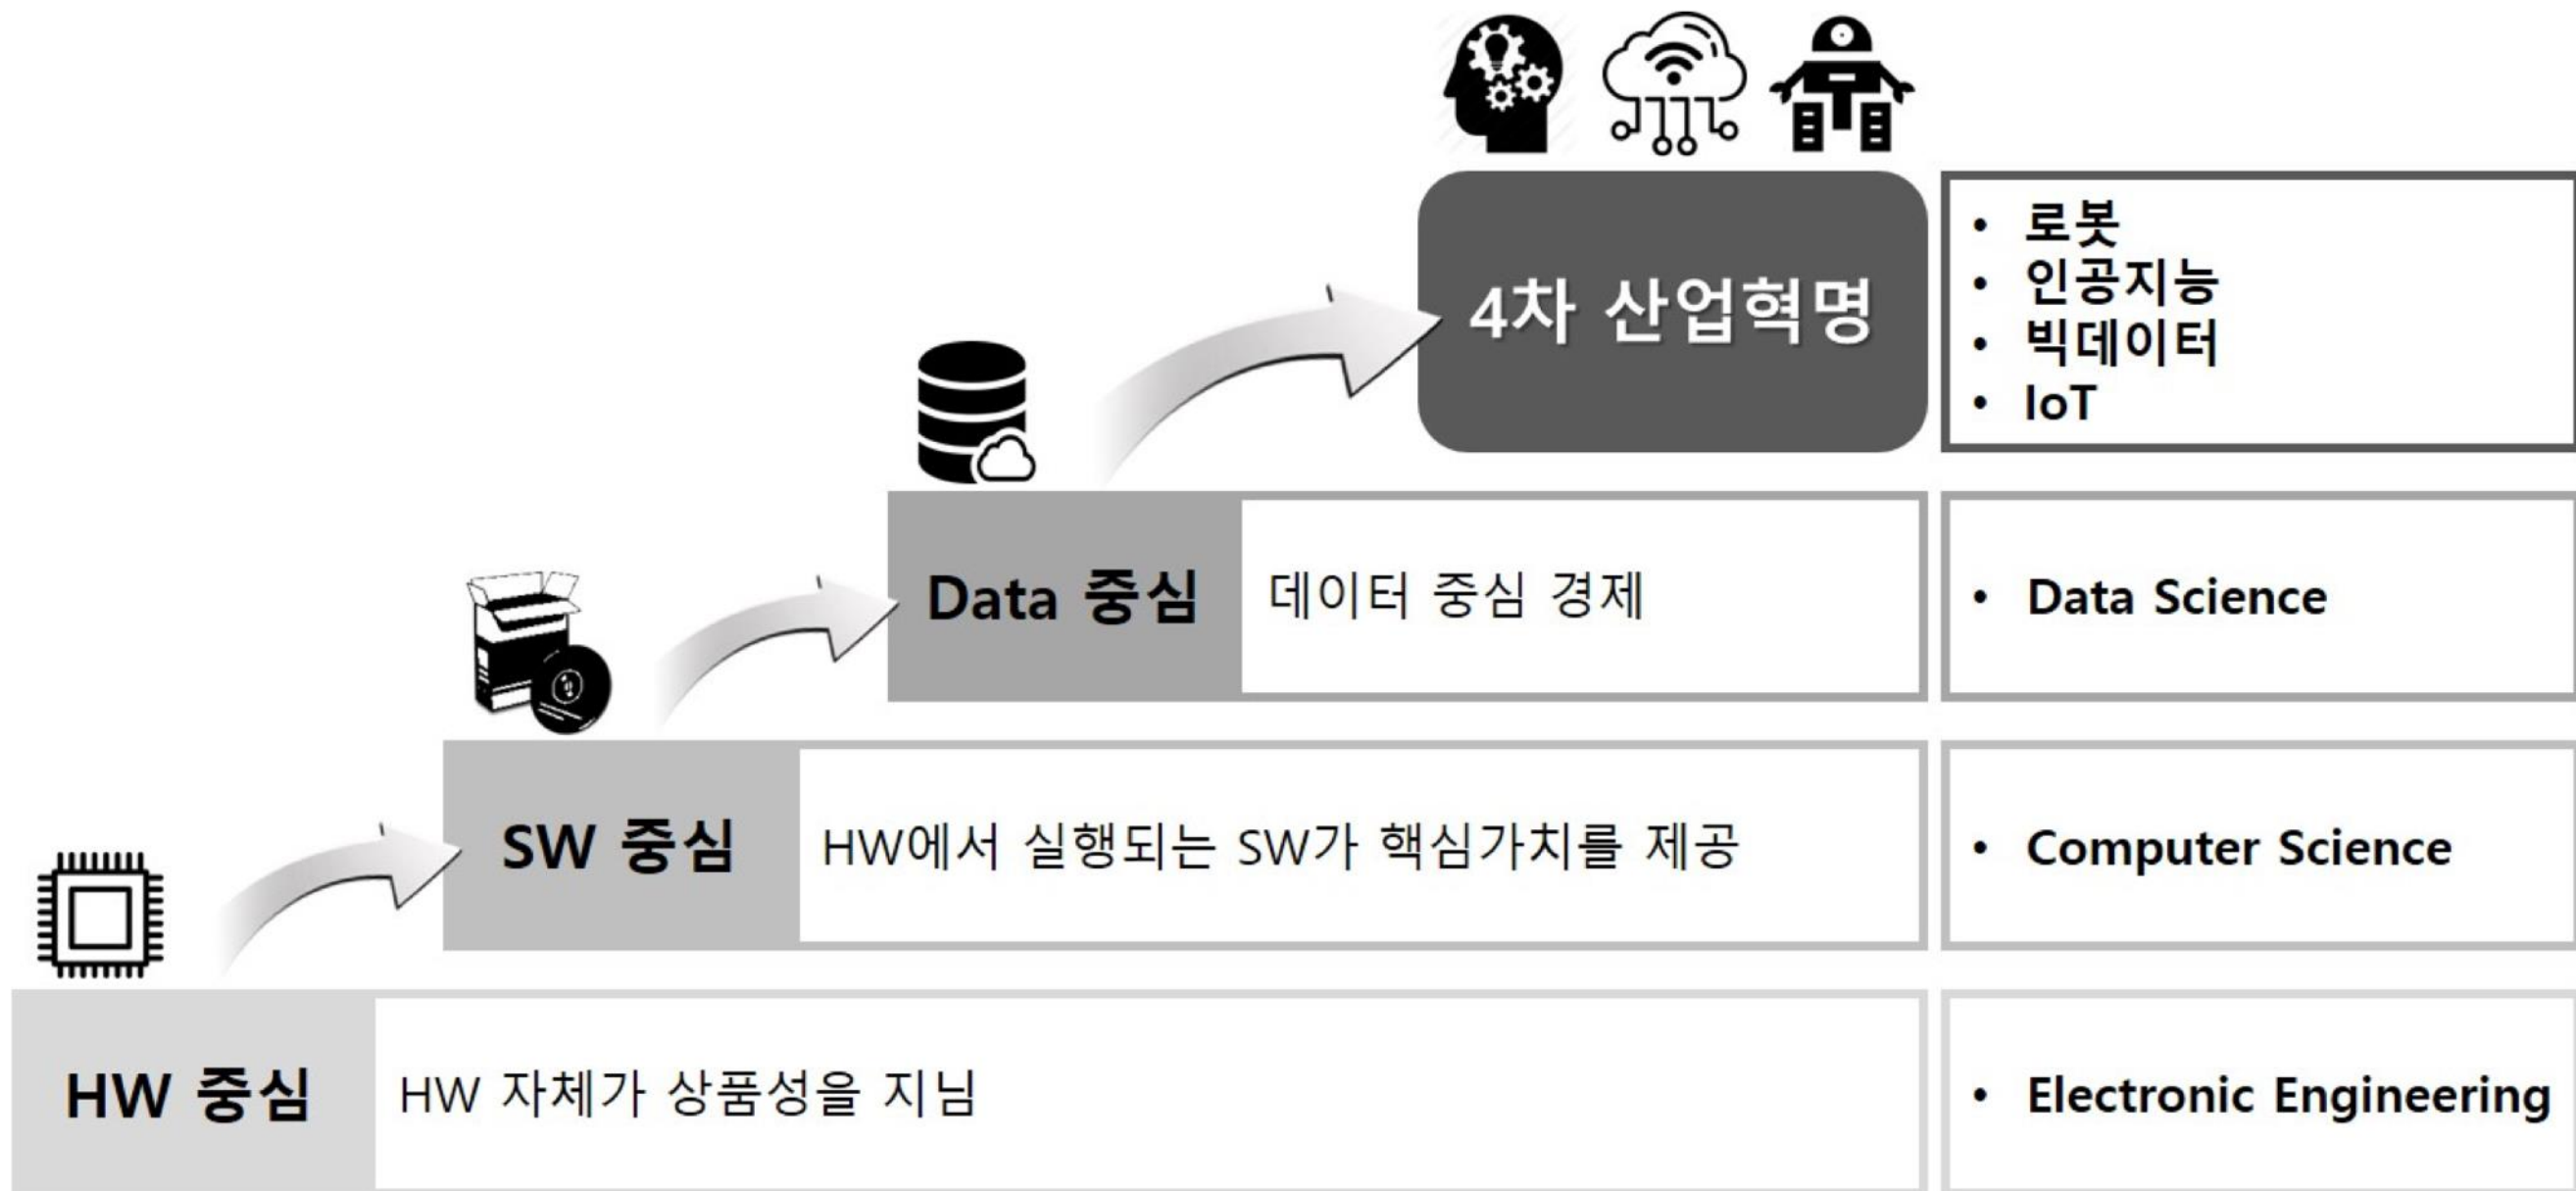 4차 산업혁명
• 로봇
• 인공지능
• 빅데이터
• IoT
Data 중심
데이터 중심 경제
• Data Science
SW 중심
HW에서 실행되는 SW가 핵심가치를 제공
• Computer Science
HW 중심
HW 자체가 상품성을 지님
• Electronic Engineering